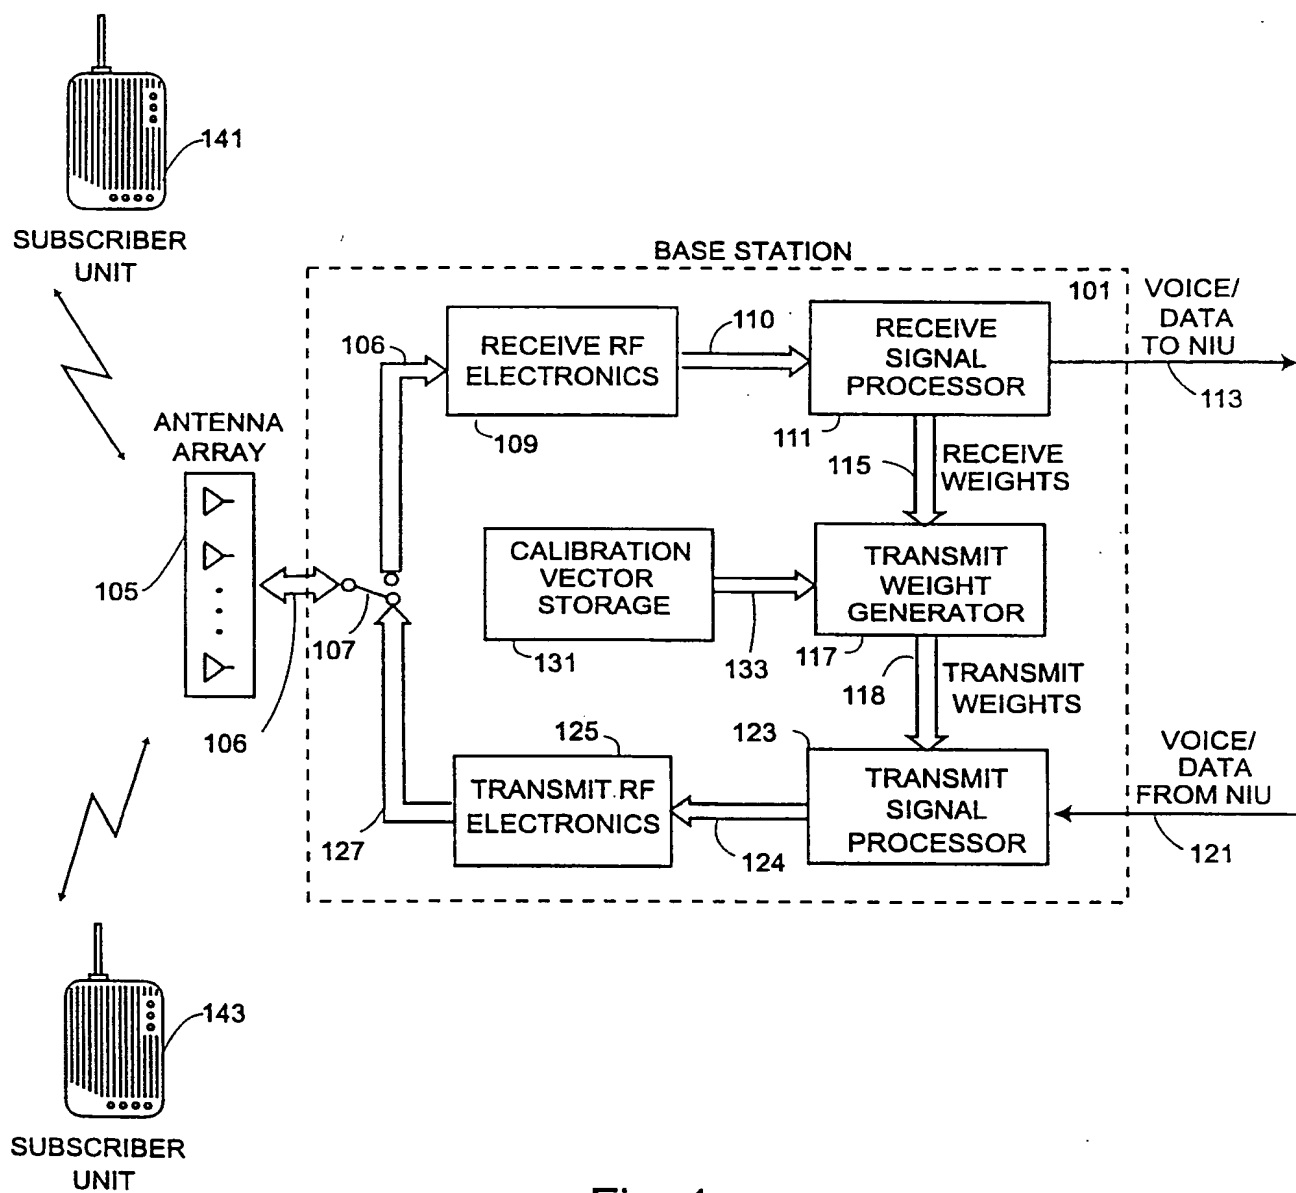 141
SUBSCRIBER
UNIT
BASE STATION
101
VOICE/
DATA
TO NIU
113
106
RECEIVE RF
ELECTRONICS
109
110
RECEIVE
SIGNAL
PROCESSOR
111
115
RECEIVE
WEIGHTS
ANTENNA
ARRAY
105
106
107
CALIBRATION
VECTOR
STORAGE
131
133
TRANSMIT
WEIGHT
GENERATOR
117
118
TRANSMIT
WEIGHTS
125
TRANSMIT RF
ELECTRONICS
127
124
123
TRANSMIT
SIGNAL
PROCESSOR
VOICE/
DATA
FROM NIU
121
143
SUBSCRIBER
UNIT